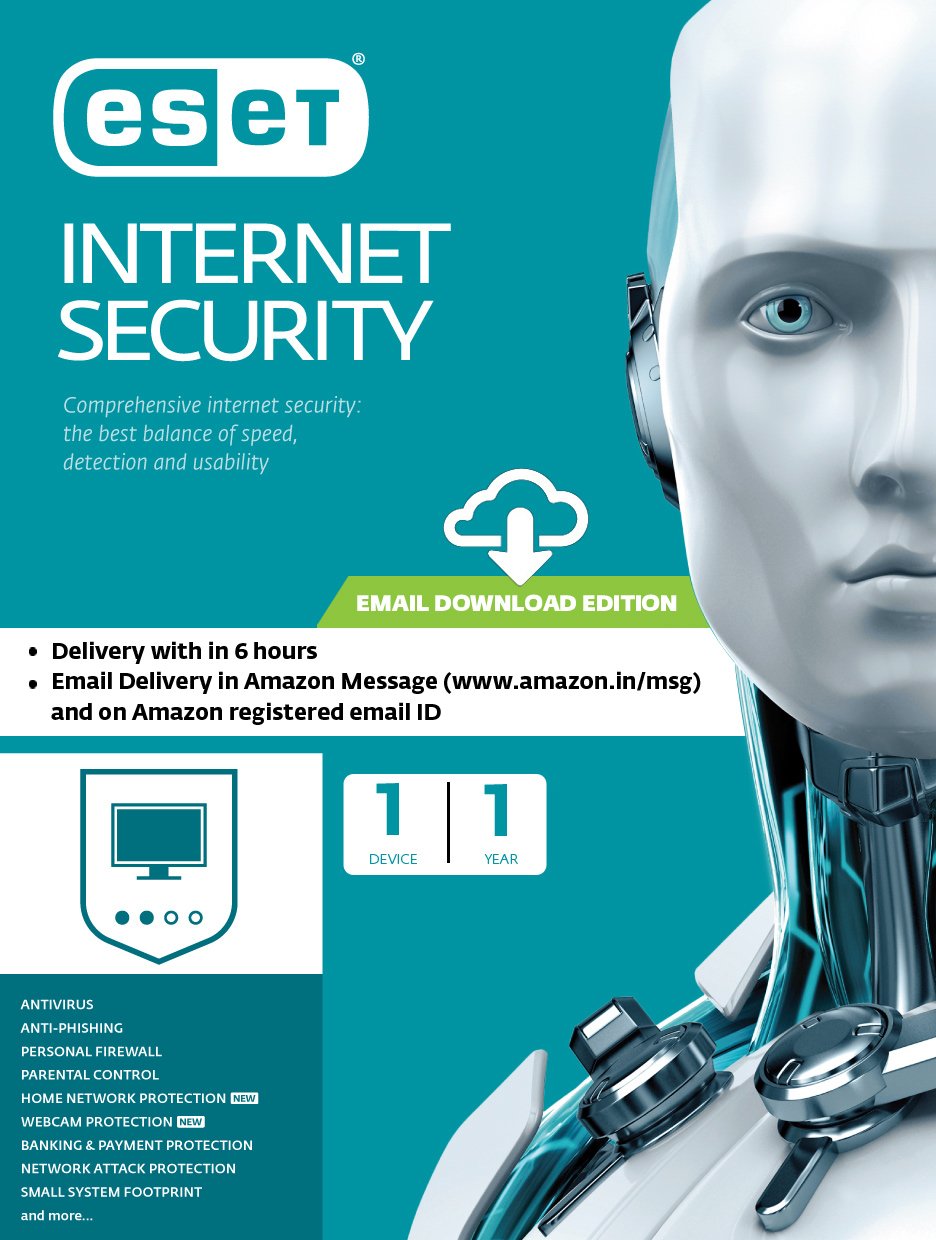 eseT®
INTERNET
SECURITY
Comprehensive internet security:
the best balance of speed,
detection and usability
EMAIL DOWNLOAD EDITION
• Delivery with in 6 hours
• Email Delivery in Amazon Message (www.amazon.in/msg)
and on Amazon registered email ID
1 1
DEVICE YEAR
ANTIVIRUS
ANTI-PHISHING
PERSONAL FIREWALL
PARENTAL CONTROL
HOME NETWORK PROTECTION NEW
WEBCAM PROTECTION NEW
BANKING & PAYMENT PROTECTION
NETWORK ATTACK PROTECTION
SMALL SYSTEM FOOTPRINT
and more...